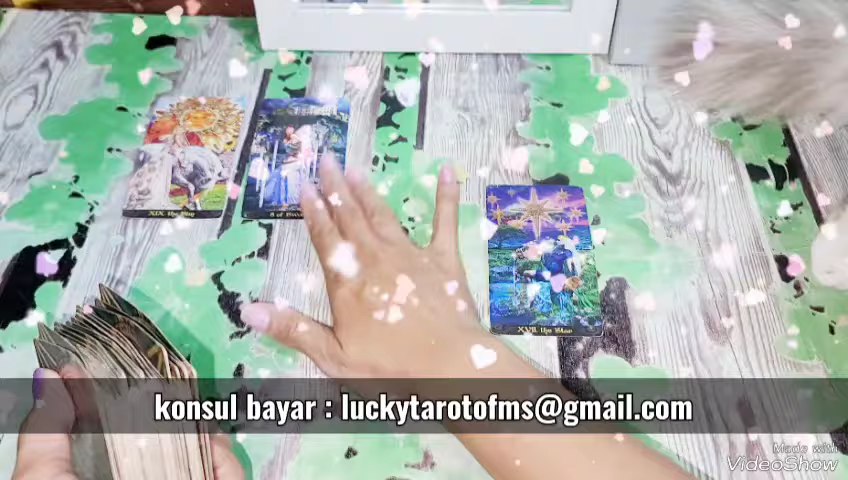 XIX the Sun
XVII the Star
konsul bayar : luckytarotofms@gmail.com
Made with
VideoShow